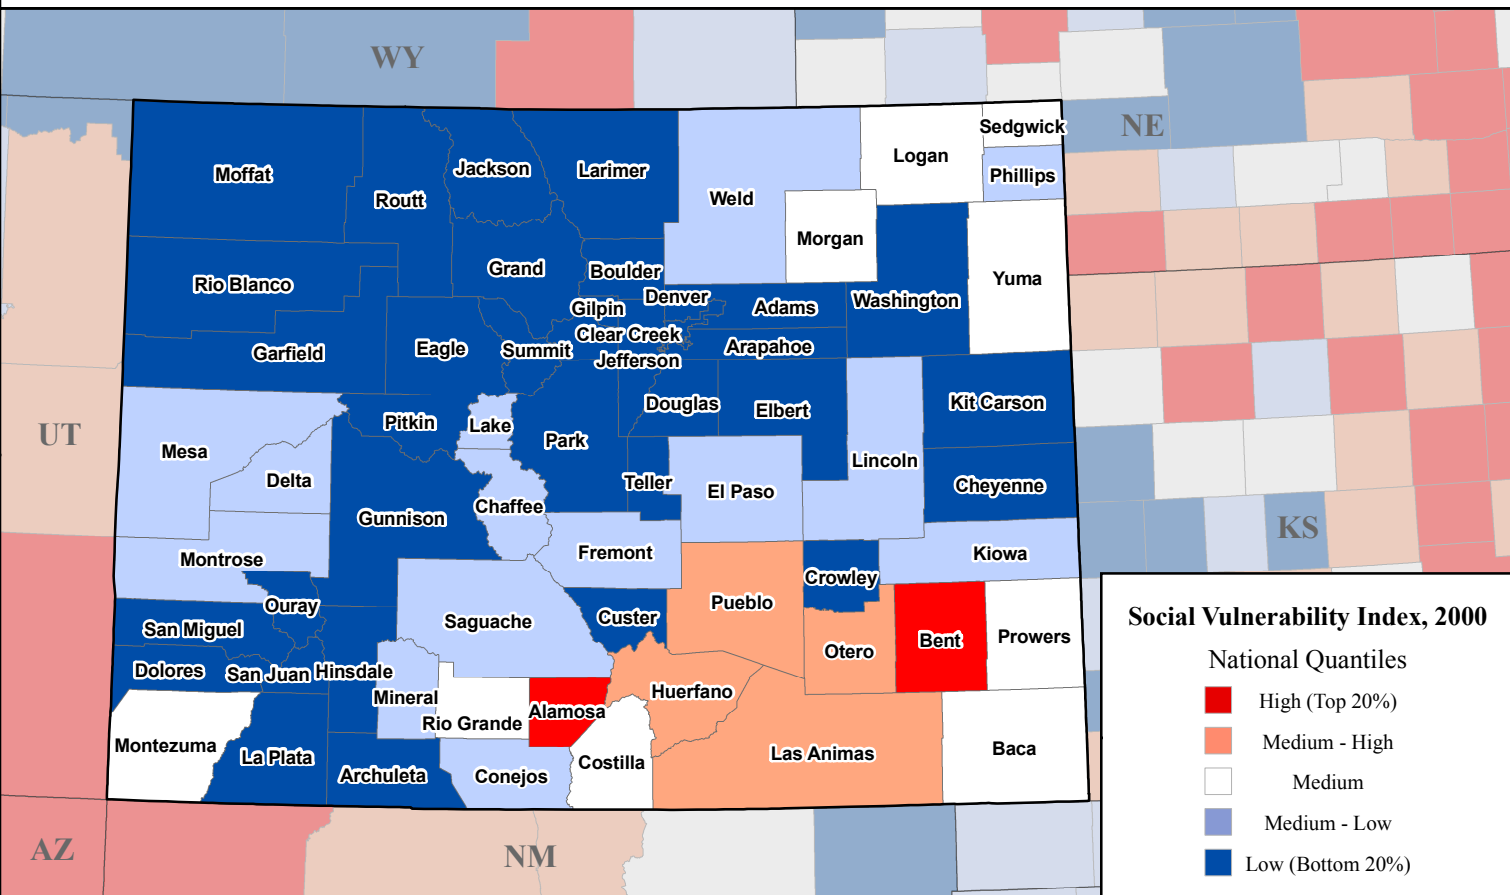 WY
NE
Sedgwick
Logan
Jackson
Larimer
Moffat
Phillips
Weld
Routt
Morgan
Grand
Boulder
Yuma
Rio Blanco
Denver
Washington
Gilpin
Adams
Clear Creek
Eagle
Summit
Arapahoe
Garfield
Jefferson
Douglas
Elbert
Kit Carson
Pitkin
Lake
UT
Park
Mesa
Lincoln
Delta
Teller
El Paso
Cheyenne
Chaffee
Gunnison
KS
Fremont
Kiowa
Montrose
Crowley
Ouray
Pueblo
Custer
Saguache
San Miguel
Bent
Prowers
Otero
Dolores
San Juan
Hinsdale
Huerfano
Mineral
Alamosa
Rio Grande
Montezuma
La Plata
Costilla
Las Animas
Baca
Archuleta
Conejos
AZ
NM
Social Vulnerability Index, 2000
National Quantiles
High (Top 20%)
Medium - High
Medium
Medium - Low
Low (Bottom 20%)